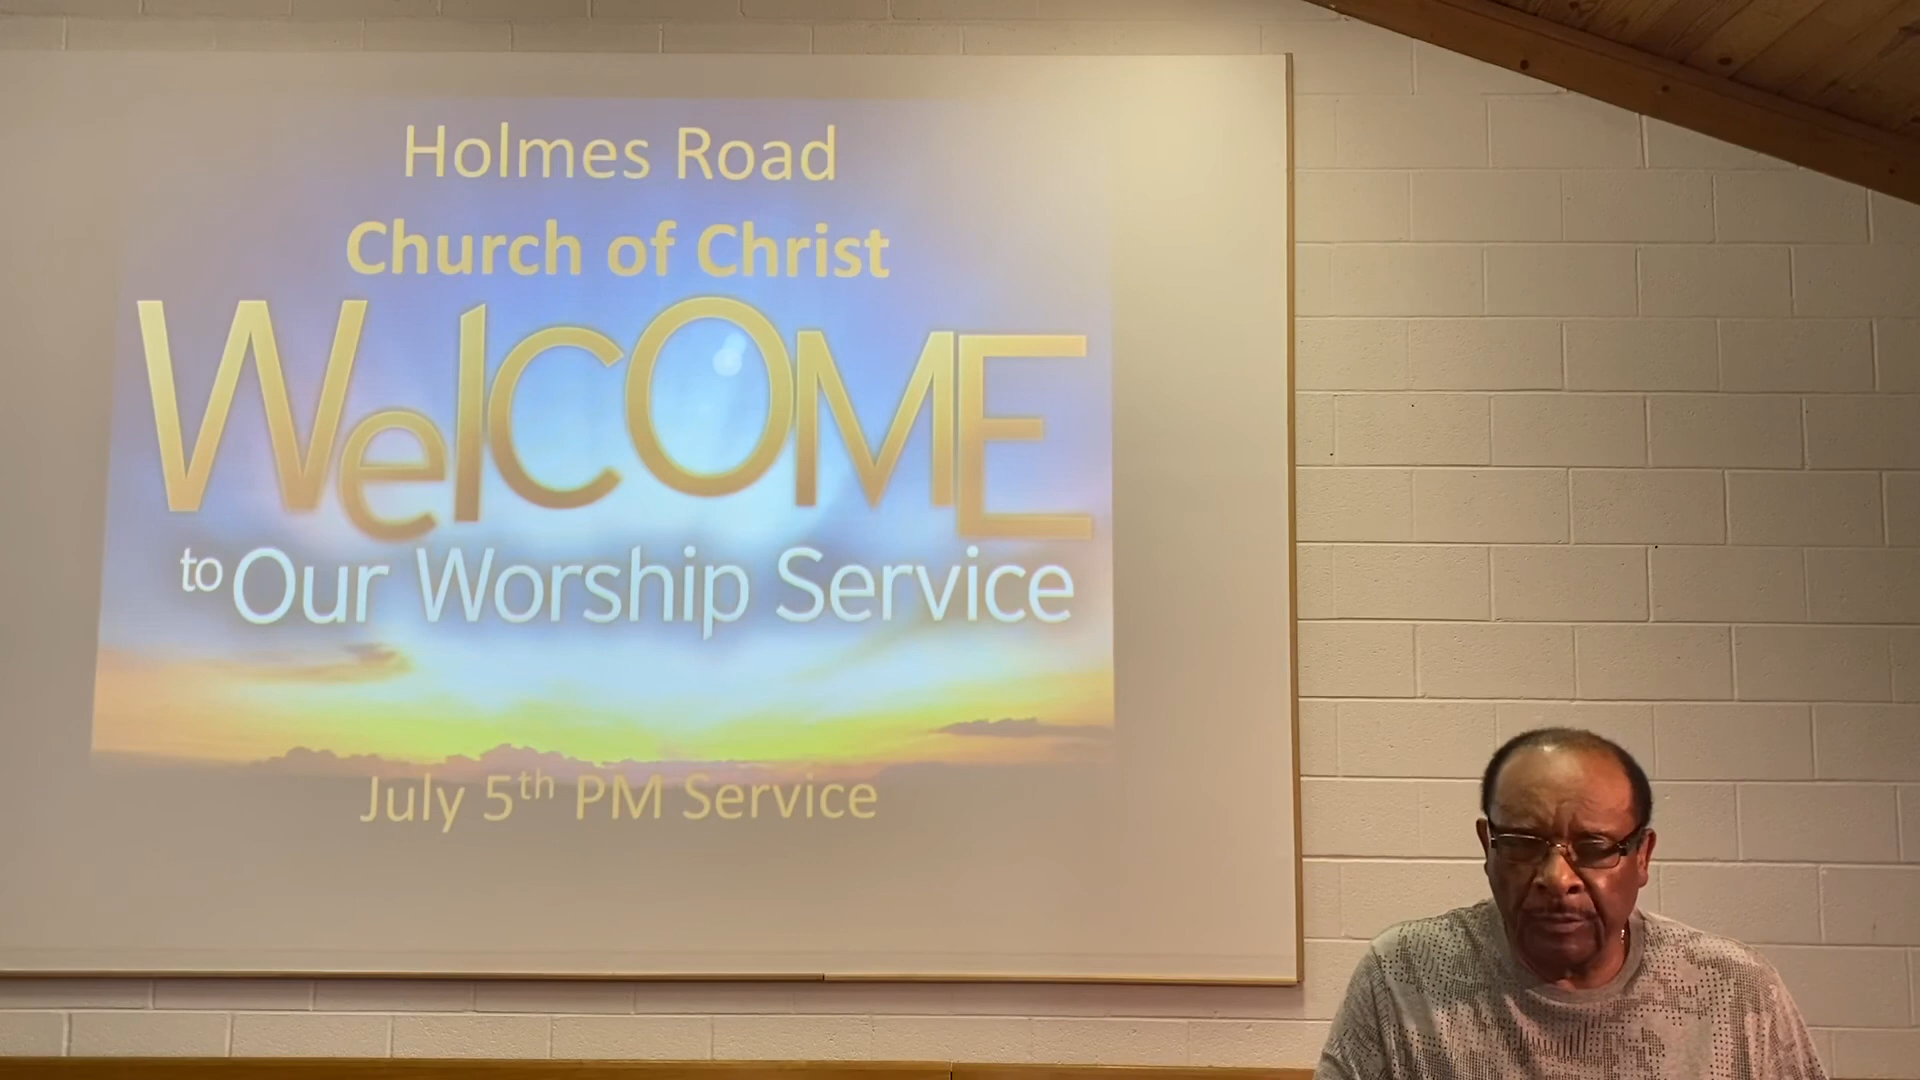 Holmes Road
Church of Christ
WelCOME
to Our Worship Service
July 5th PM Service